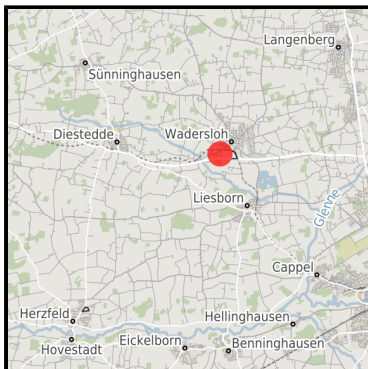 Langenberg
Sünninghausen
Diestedde
Wadersloh
Liesborn
Glenne
Cappel
Herzfeld
Hellinghausen
Hovestadt
Eickelborn
Benninghausen